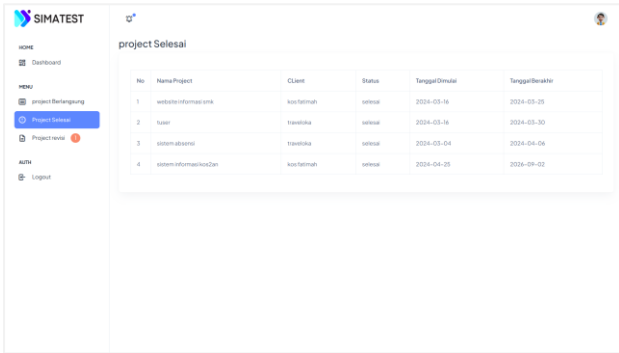 SIMATEST
HOME
Dashboard
MENU
project Berlangsung
Project Selesai
Project revisi
AUTH
Logout
project Selesai
No Nama Project CLient Status Tanggal Dimulai Tanggal Berakhir
1 website informasi smk kos fatimah selesai 2024-03-16 2024-03-25
2 tuser traveloka selesai 2024-03-16 2024-03-30
3 sistem absensi traveloka selesai 2024-03-04 2024-04-06
4 sistem informasi kos2an kos fatimah selesai 2024-04-25 2026-09-02